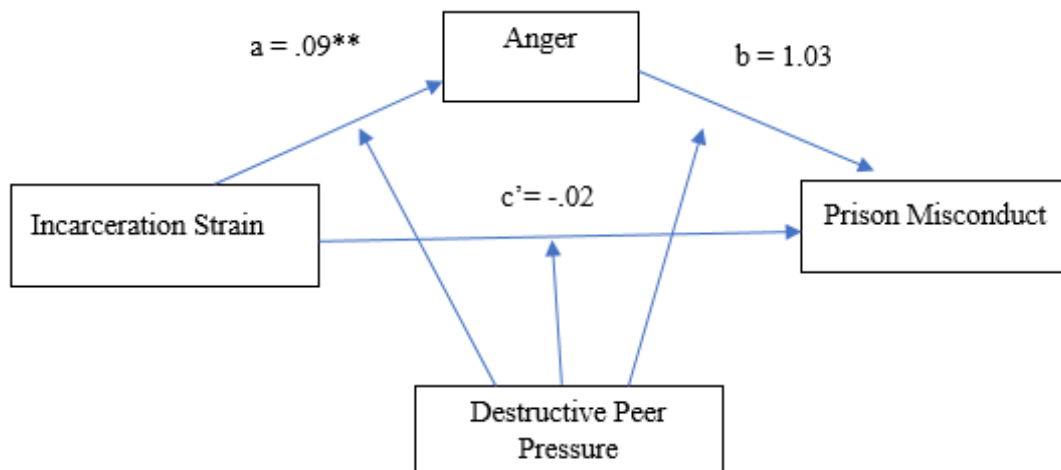 Anger
a = .09**
b = 1.03
c’= -.02
Incarceration Strain
Prison Misconduct
Destructive Peer
Pressure